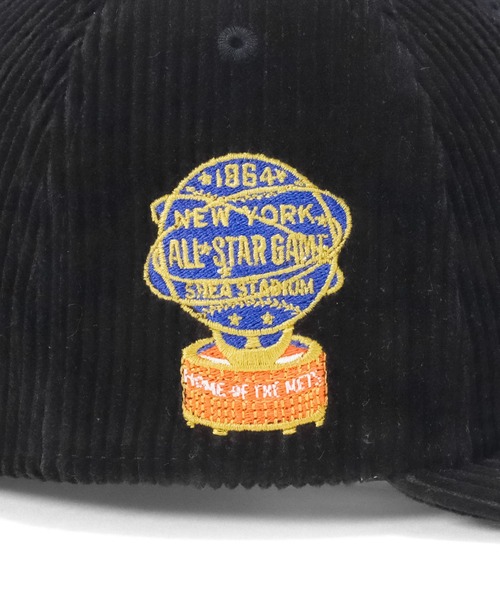 ★1964★
NEW YORK
ALL★STAR GAME
SHEA STADIUM
HOME OF THE METS